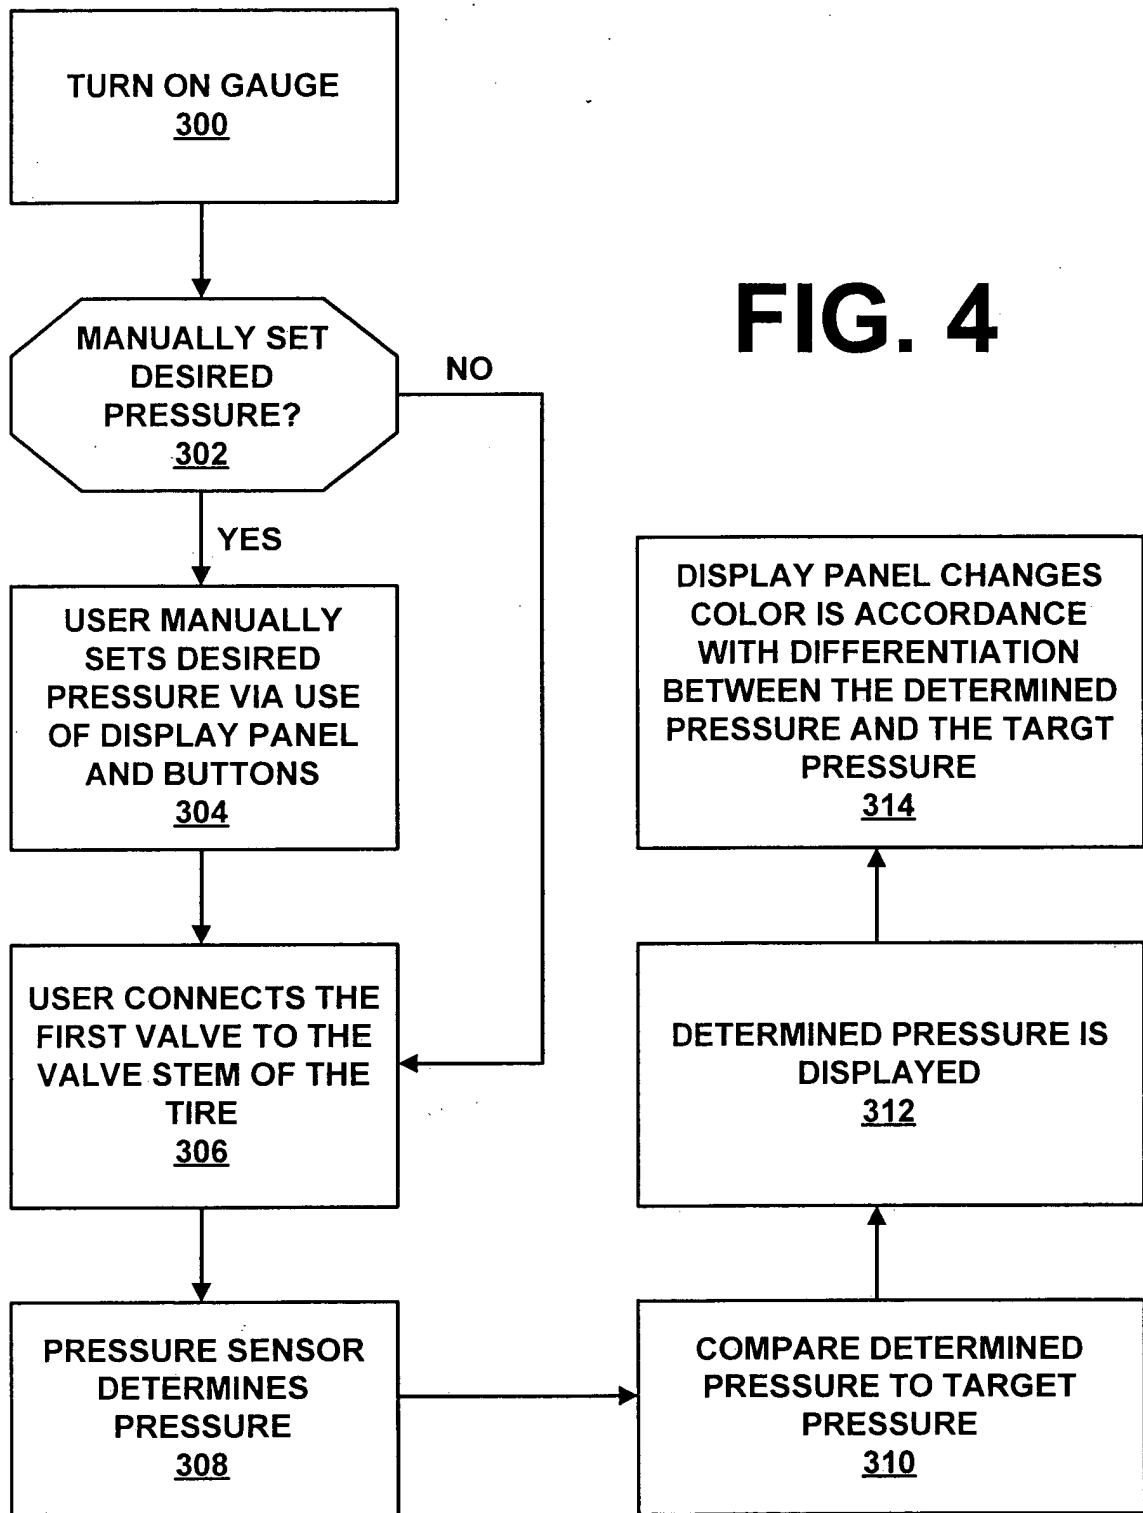 TURN ON GAUGE
300
MANUALLY SET
DESIRED
PRESSURE?
302
NO
YES
USER MANUALLY
SETS DESIRED
PRESSURE VIA USE
OF DISPLAY PANEL
AND BUTTONS
304
USER CONNECTS THE
FIRST VALVE TO THE
VALVE STEM OF THE
TIRE
306
PRESSURE SENSOR
DETERMINES
PRESSURE
308
COMPARE DETERMINED
PRESSURE TO TARGET
PRESSURE
310
DETERMINED PRESSURE IS
DISPLAYED
312
DISPLAY PANEL CHANGES
COLOR IS ACCORDANCE
WITH DIFFERENTIATION
BETWEEN THE DETERMINED
PRESSURE AND THE TARGT
PRESSURE
314
FIG. 4